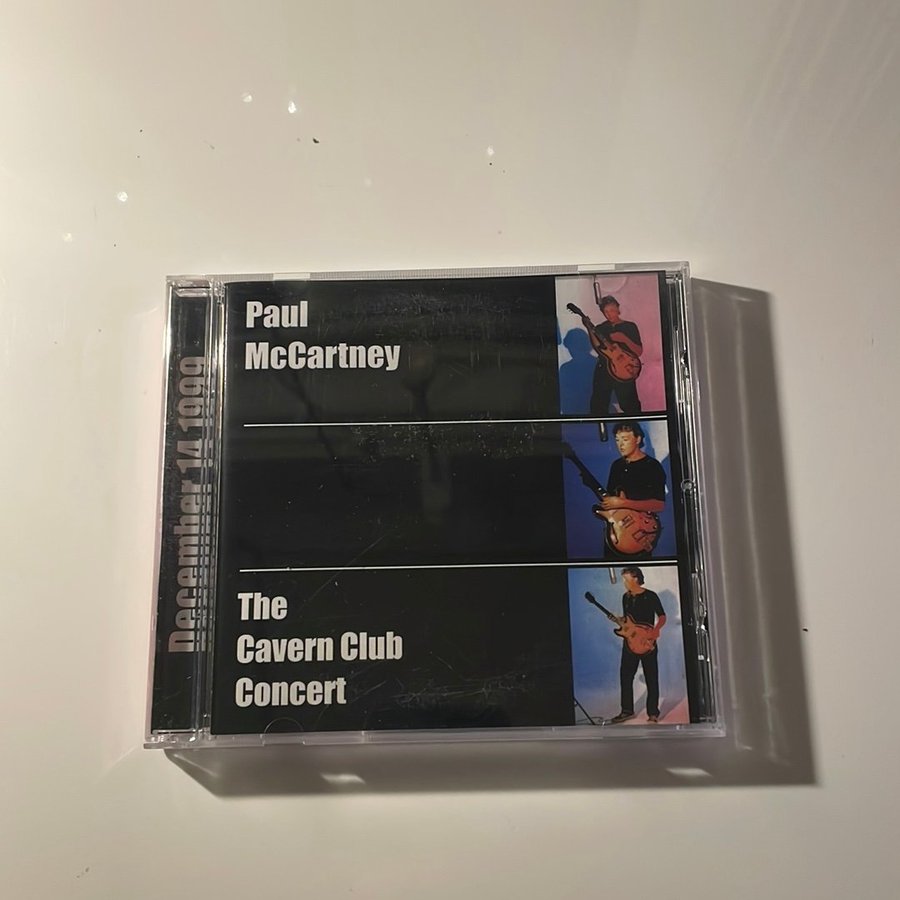 Paul
McCartney
The
Cavern Club
Concert
December 14 1999